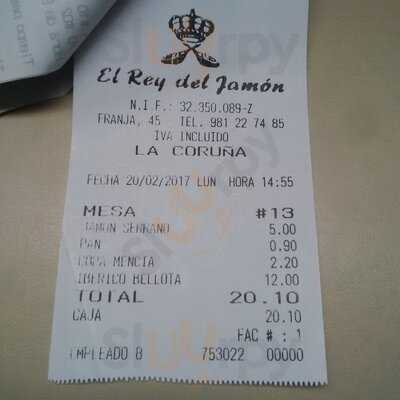 El Rey del Jamón
N.I.F.: 32.350.089-Z
FRANJA, 45 TEL. 981 22 74 85
IVA INCLUIDO
LA CORUÑA
FECHA 20/02/2017 LUN HORA 14:55
MESA #13
JAMON SERRANO 5.00
PAN 0.90
COPA MENCIA 2.20
IBERICO BELLOTA 12.00
TOTAL 20.10
CAJA 20.10
FAC # : 1
EMPLEADO 8 753022 00000